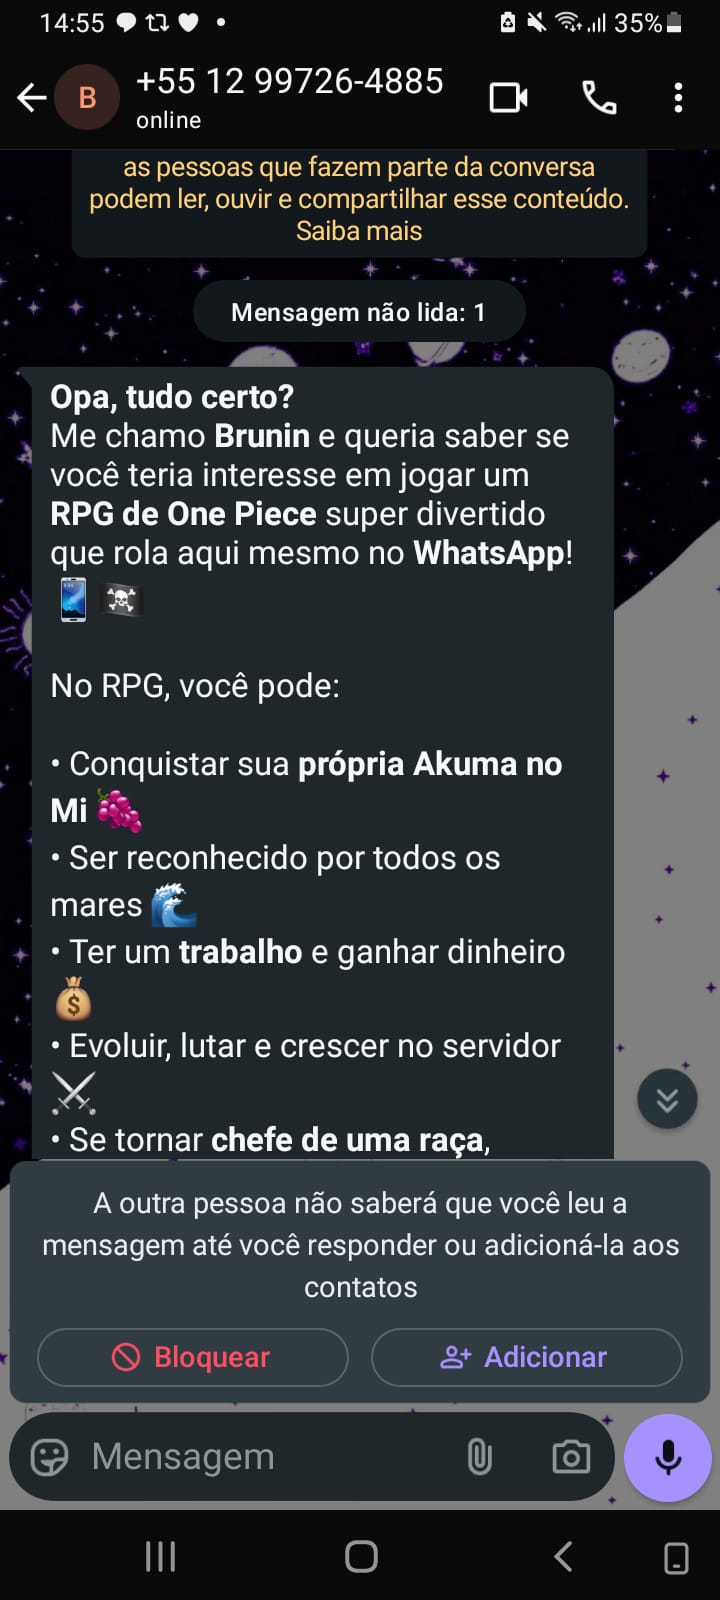 14:55
35%
B
+55 12 99726-4885
online
as pessoas que fazem parte da conversa
podem ler, ouvir e compartilhar esse conteúdo.
Saiba mais
Mensagem não lida: 1
Opa, tudo certo?
Me chamo Brunin e queria saber se
você teria interesse em jogar um
RPG de One Piece super divertido
que rola aqui mesmo no WhatsApp!
No RPG, você pode:
• Conquistar sua própria Akuma no
Mi
• Ser reconhecido por todos os
mares
• Ter um trabalho e ganhar dinheiro
• Evoluir, lutar e crescer no servidor
• Se tornar chefe de uma raça,
A outra pessoa não saberá que você leu a
mensagem até você responder ou adicioná-la aos
contatos
Bloquear
Adicionar
Mensagem